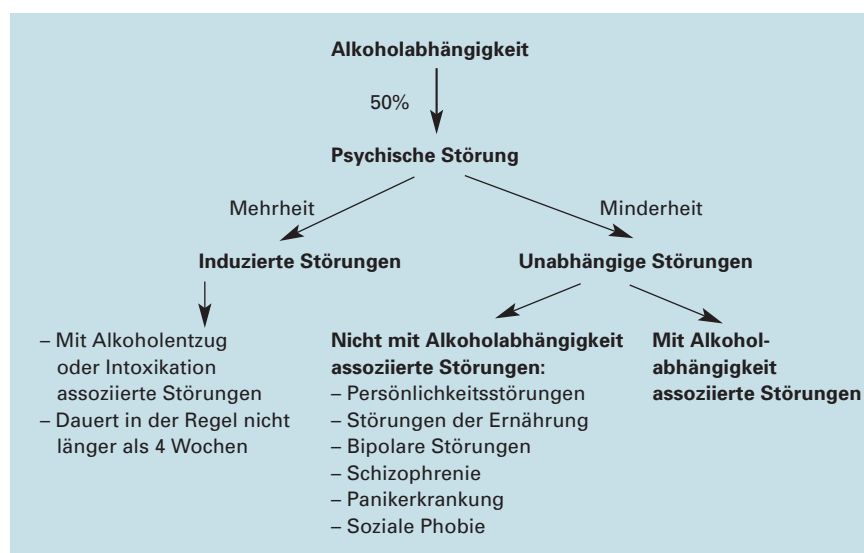 Alkoholabhängigkeit
50%
Psychische Störung
Mehrheit
Minderheit
Induzierte Störungen
Unabhängige Störungen
– Mit Alkoholentzug
oder Intoxikation
assoziierte Störungen
– Dauert in der Regel nicht
länger als 4 Wochen
Nicht mit Alkoholabhängigkeit
assoziierte Störungen:
– Persönlichkeitsstörungen
– Störungen der Ernährung
– Bipolare Störungen
– Schizophrenie
– Panikerkrankung
– Soziale Phobie
Mit Alkohol-
abhängigkeit
assoziierte Störungen